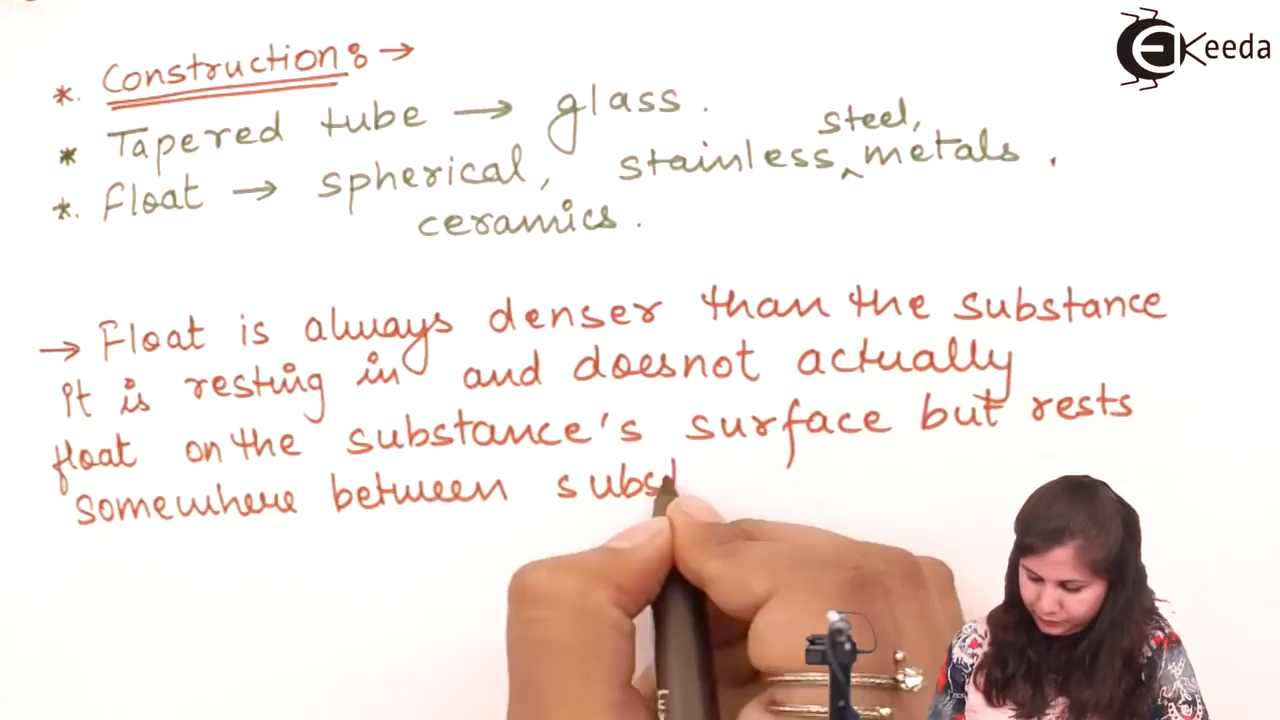 Keeda
*. Construction : →
* Tapered tube → glass.
steel,
*. Float → spherical, stainless ‸ metals.
ceramics.
→ Float is always denser than the substance
it is resting in and doesnot actually
float on the substance's surface but rests
somewhere between subst